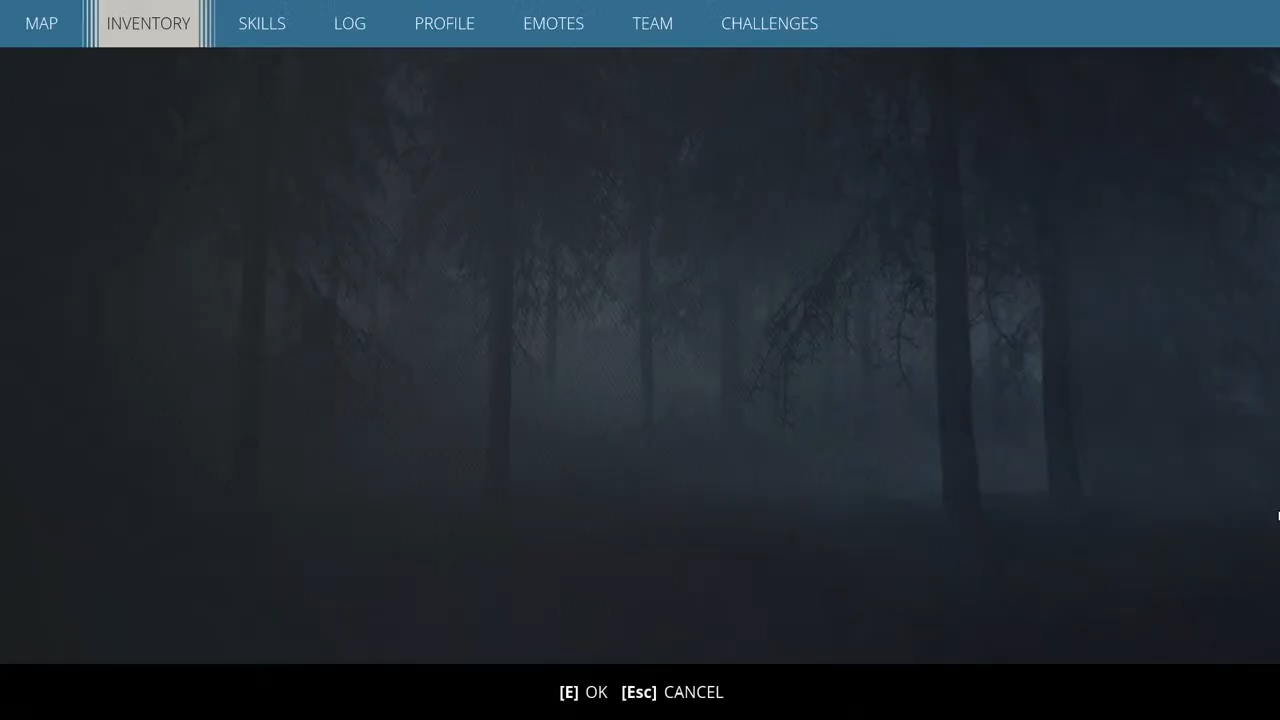 MAP INVENTORY SKILLS LOG PROFILE EMOTES TEAM CHALLENGES
[E] OK [Esc] CANCEL